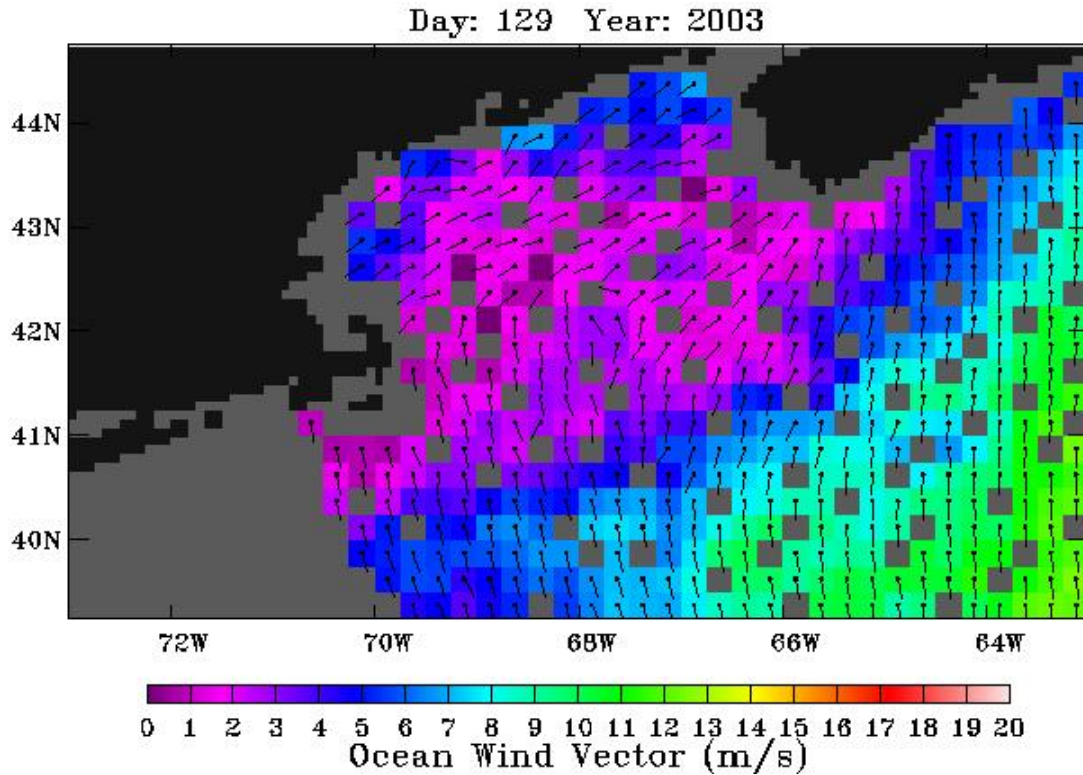 Day: 129 Year: 2003
44N
43N
42N
41N
40N
72W 70W 68W 66W 64W
0 1 2 3 4 5 6 7 8 9 10 11 12 13 14 15 16 17 18 19 20
Ocean Wind Vector (m/s)